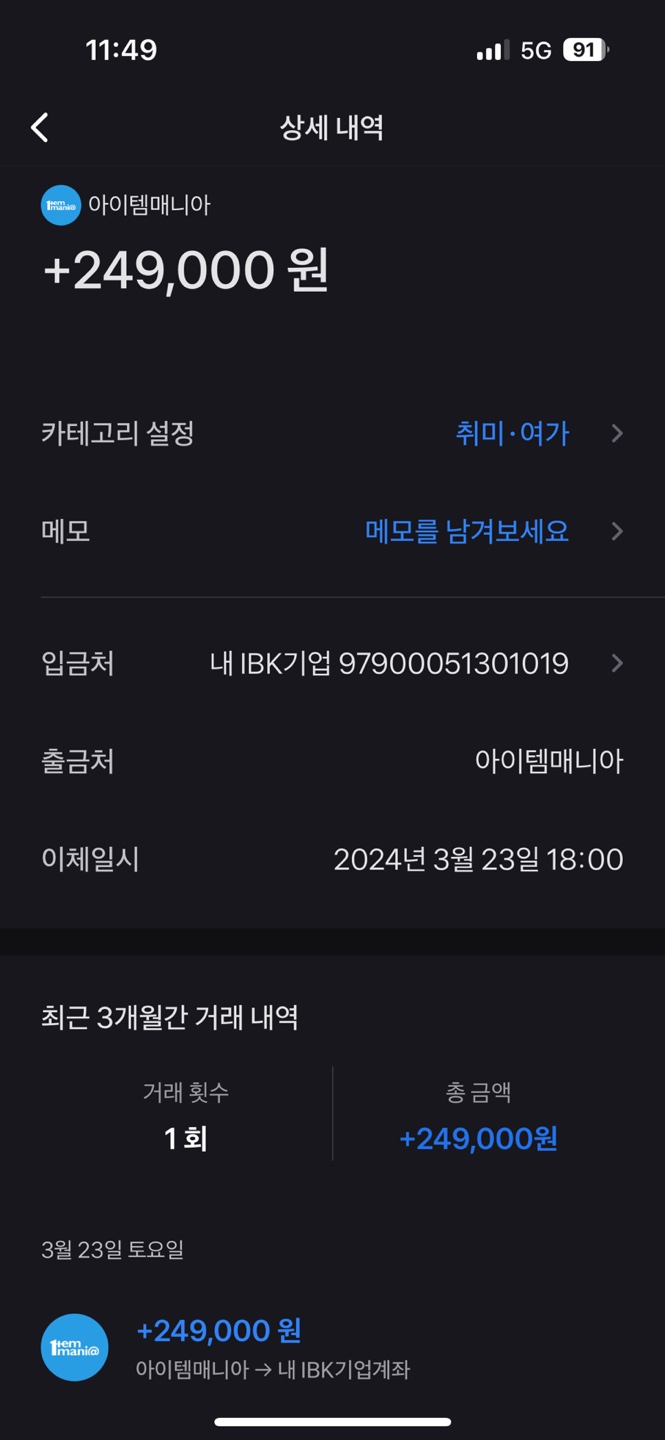 11:49 5G 91
상세 내역
1tem mani@ 아이템매니아
+249,000 원
카테고리 설정 취미·여가
메모 메모를 남겨보세요
입금처 내 IBK기업 97900051301019
출금처 아이템매니아
이체일시 2024년 3월 23일 18:00
최근 3개월간 거래 내역
거래 횟수 총 금액
1 회 +249,000원
3월 23일 토요일
1tem mani@ +249,000 원
아이템매니아 → 내 IBK기업계좌